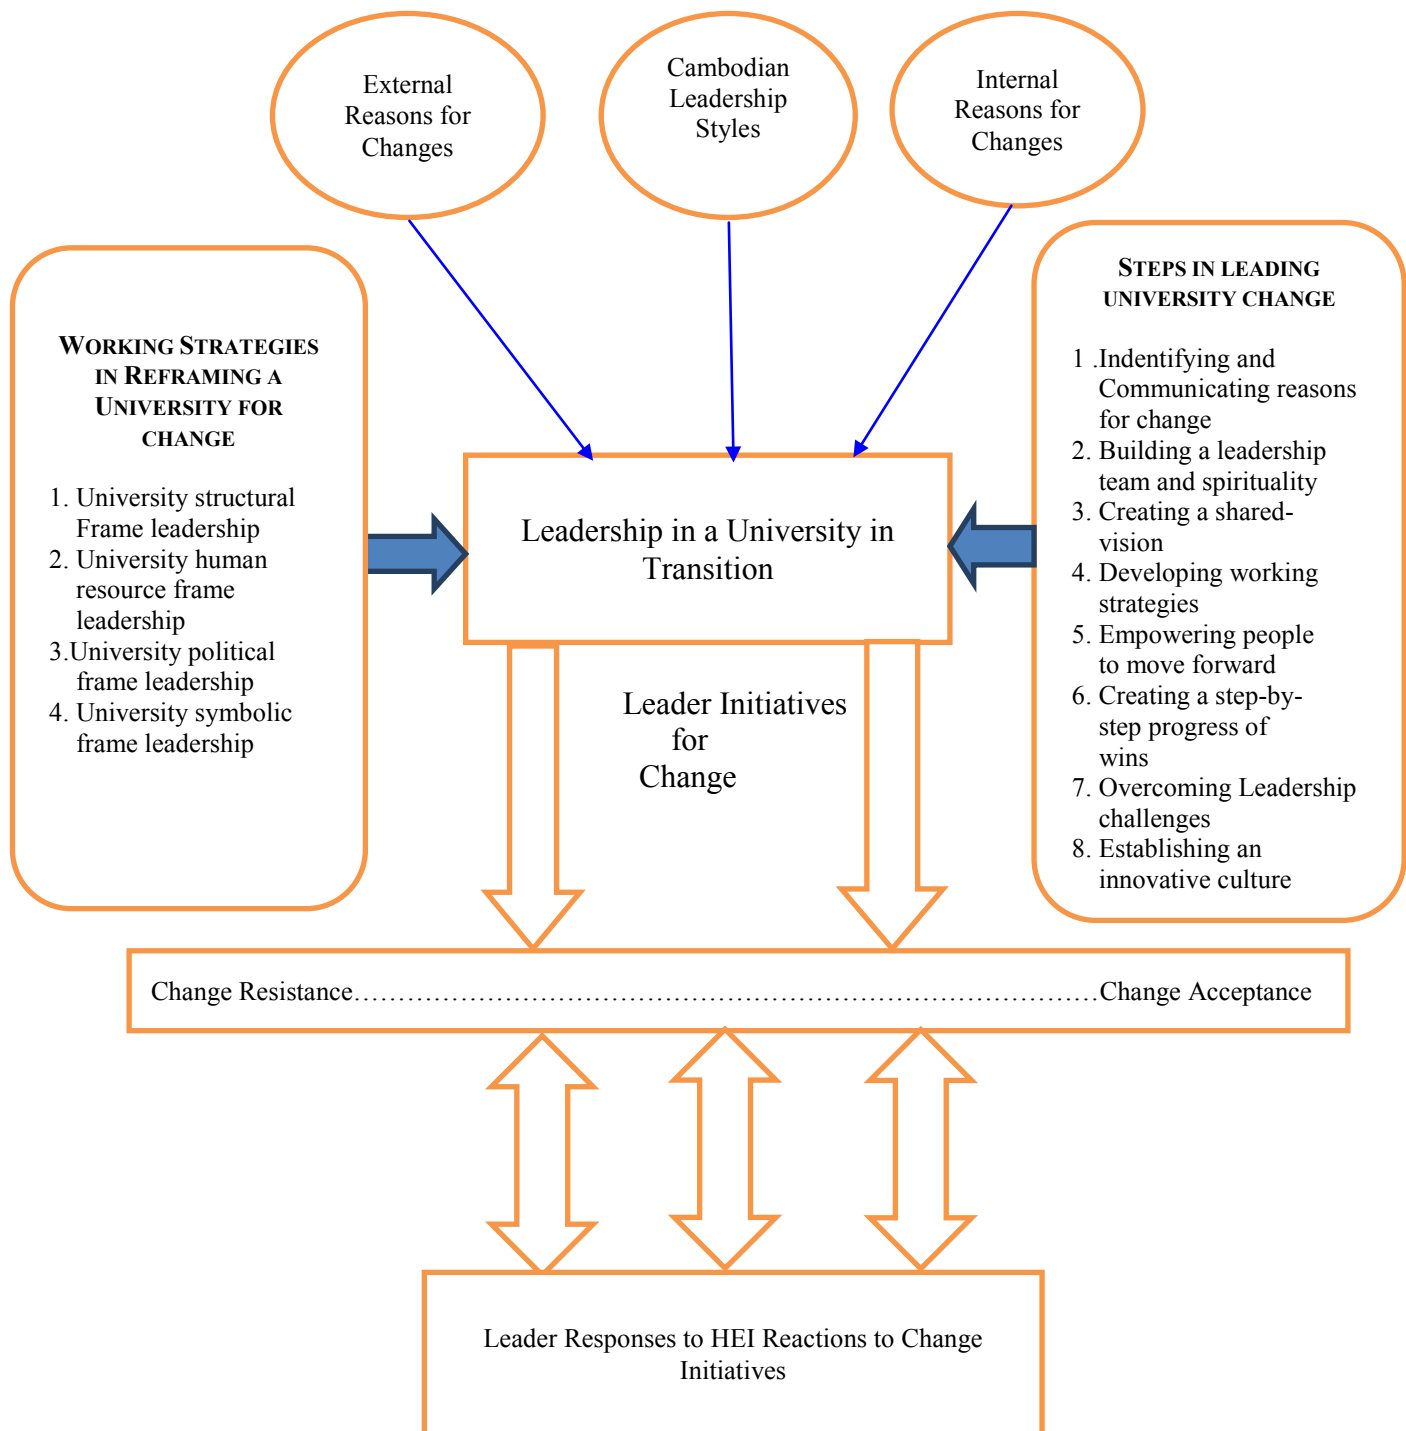 External
Reasons for
Changes
Cambodian
Leadership
Styles
Internal
Reasons for
Changes
WORKING STRATEGIES
IN REFRAMING A
UNIVERSITY FOR
CHANGE
1. University structural
Frame leadership
2. University human
resource frame
leadership
3.University political
frame leadership
4. University symbolic
frame leadership
STEPS IN LEADING
UNIVERSITY CHANGE
1 .Indentifying and
Communicating reasons
for change
2. Building a leadership
team and spirituality
3. Creating a shared-
vision
4. Developing working
strategies
5. Empowering people
to move forward
6. Creating a step-by-
step progress of
wins
7. Overcoming Leadership
challenges
8. Establishing an
innovative culture
Leadership in a University in
Transition
Leader Initiatives
for
Change
Change Resistance……………………………………………………………………………Change Acceptance
Leader Responses to HEI Reactions to Change
Initiatives